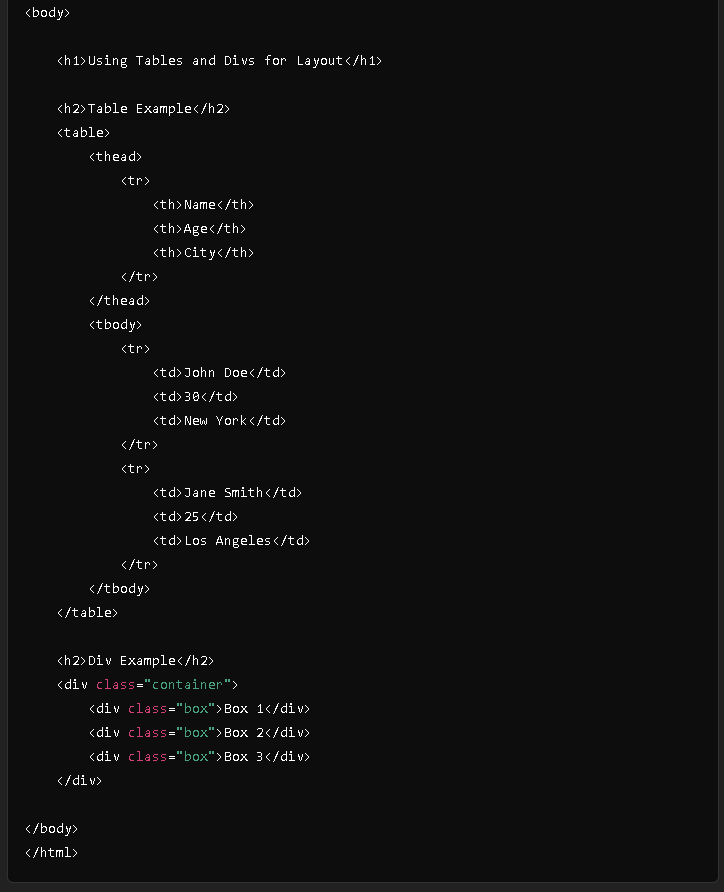 <body>
<h1>Using Tables and Divs for Layout</h1>
<h2>Table Example</h2>
<table>
<thead>
<tr>
<th>Name</th>
<th>Age</th>
<th>City</th>
</tr>
</thead>
<tbody>
<tr>
<td>John Doe</td>
<td>30</td>
<td>New York</td>
</tr>
<tr>
<td>Jane Smith</td>
<td>25</td>
<td>Los Angeles</td>
</tr>
</tbody>
</table>
<h2>Div Example</h2>
<div class="container">
<div class="box">Box 1</div>
<div class="box">Box 2</div>
<div class="box">Box 3</div>
</div>
</body>
</html>